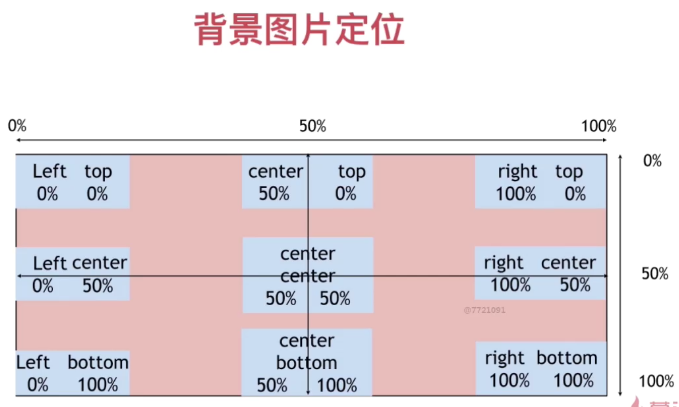 背景图片定位
0% 50% 100%
Left top center top right top 0%
0% 0% 50% 0% 100% 0%
center
Left center center right center 50%
0% 50% 50% 50% 100% 50%
@7721091
center
Left bottom bottom right bottom
0% 100% 50% 100% 100% 100% 100%